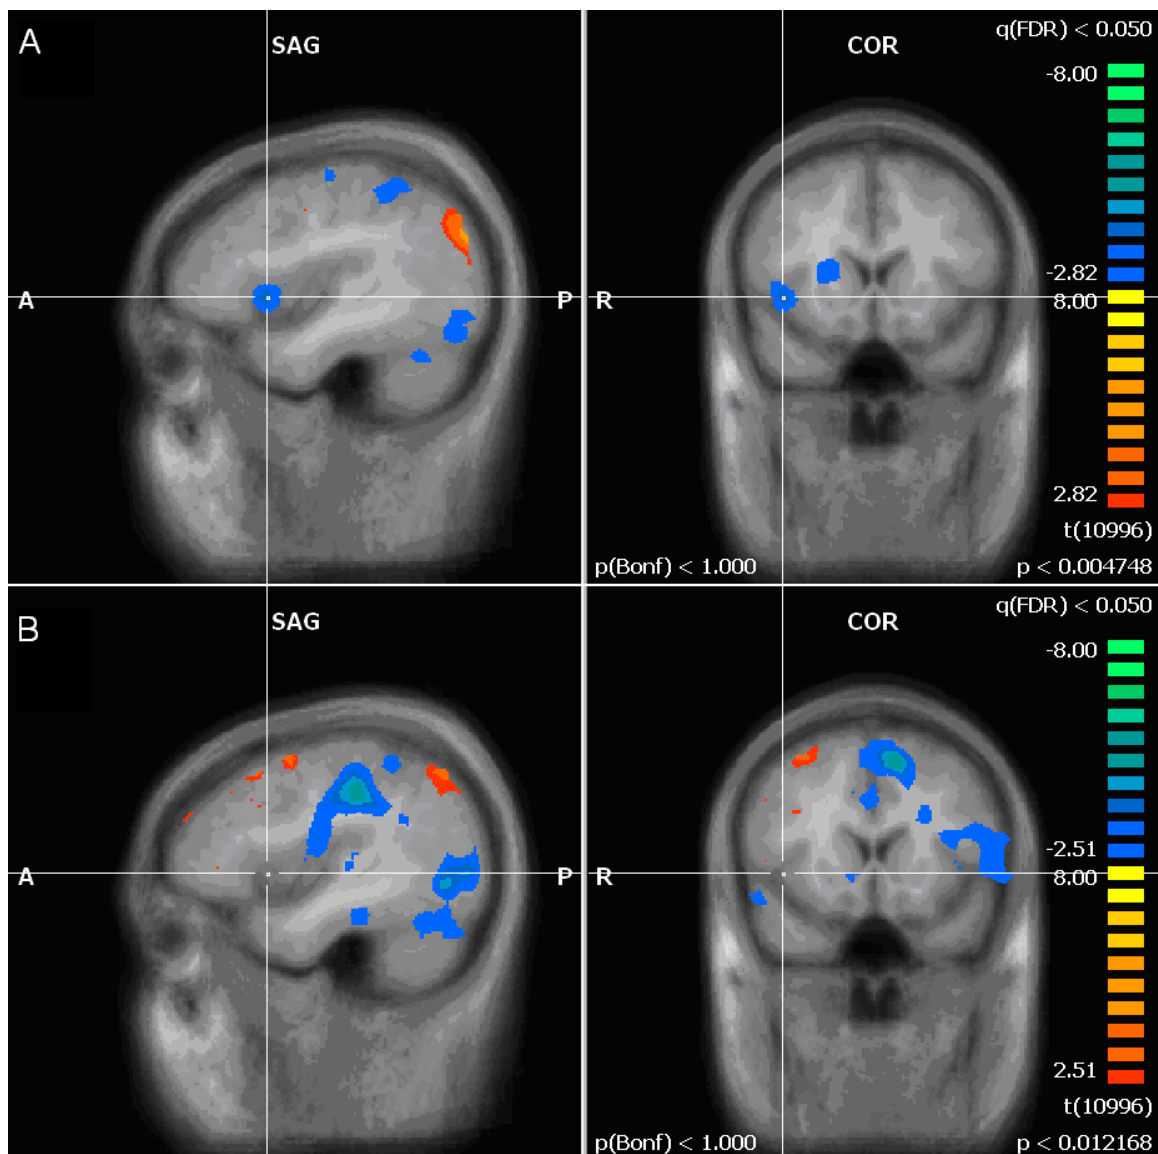 A
SAG
COR
q(FDR) < 0.050
-8.00
-2.82
8.00
A
P
R
2.82
t(10996)
p(Bonf) < 1.000
p < 0.004748
B
SAG
COR
q(FDR) < 0.050
-8.00
-2.51
8.00
A
P
R
2.51
t(10996)
p(Bonf) < 1.000
p < 0.012168